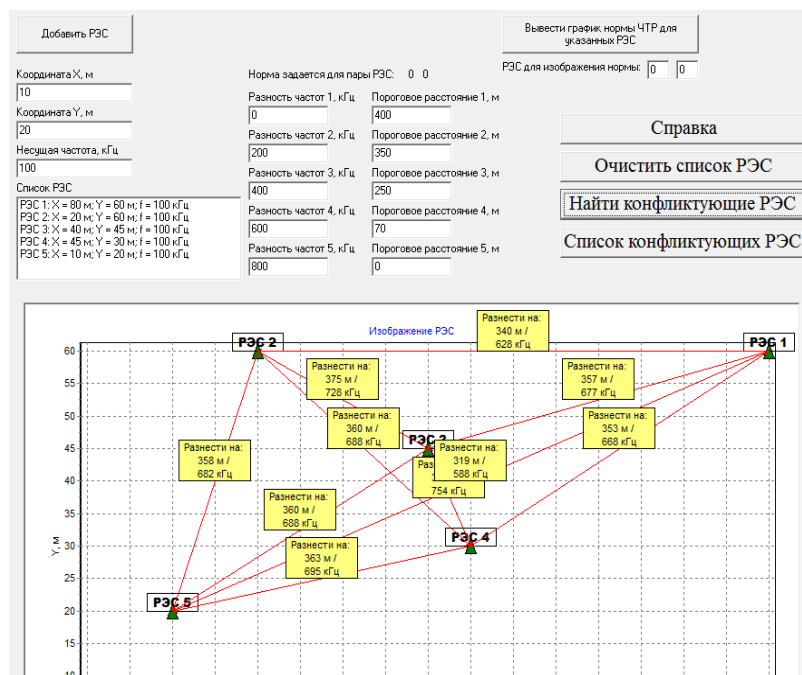 Добавить РЭС
Вывести график нормы ЧТР для
указанных РЭС
Координата X, м
10
Норма задается для пары РЭС: 0 0
РЭС для изображения нормы: 0 0
Разность частот 1, кГц Пороговое расстояние 1, м
0 400
Координата Y, м
20
Разность частот 2, кГц Пороговое расстояние 2, м
200 350
Несущая частота, кГц
100
Разность частот 3, кГц Пороговое расстояние 3, м
400 250
Список РЭС
РЭС 1: X = 80 м; Y = 60 м; f = 100 кГц
РЭС 2: X = 20 м; Y = 60 м; f = 100 кГц
РЭС 3: X = 40 м; Y = 45 м; f = 100 кГц
РЭС 4: X = 45 м; Y = 30 м; f = 100 кГц
РЭС 5: X = 10 м; Y = 20 м; f = 100 кГц
Разность частот 4, кГц Пороговое расстояние 4, м
600 70
Разность частот 5, кГц Пороговое расстояние 5, м
800 0
Справка
Очистить список РЭС
Найти конфликтующие РЭС
Список конфликтующих РЭС
Изображение РЭС
Разнести на:
340 м /
628 кГц
РЭС 2
РЭС 1
Разнести на:
375 м /
728 кГц
Разнести на:
357 м /
677 кГц
Разнести на:
360 м /
688 кГц
Разнести на:
353 м /
668 кГц
РЭС 3
Разнести на:
358 м /
682 кГц
Разнести на:
319 м /
588 кГц
754 кГц
Разнести на:
360 м /
688 кГц
РЭС 4
Разнести на:
363 м /
695 кГц
РЭС 5
Y, м
60
55
50
45
40
35
30
25
20
15
10